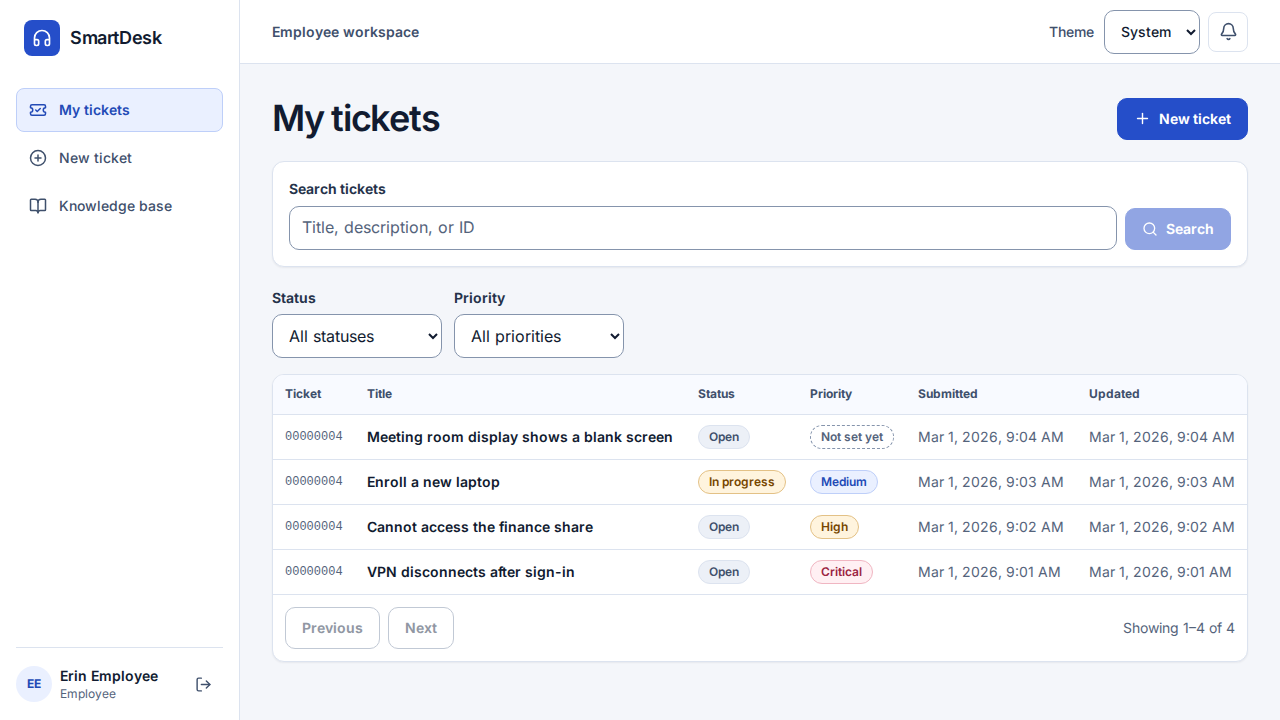 SmartDesk
Employee workspace
Theme
System
My tickets
New ticket
Knowledge base
My tickets
New ticket
Search tickets
Title, description, or ID
Search
Status
Priority
All statuses
All priorities
Ticket Title Status Priority Submitted Updated
00000004 Meeting room display shows a blank screen Open Not set yet Mar 1, 2026, 9:04 AM Mar 1, 2026, 9:04 AM
00000004 Enroll a new laptop In progress Medium Mar 1, 2026, 9:03 AM Mar 1, 2026, 9:03 AM
00000004 Cannot access the finance share Open High Mar 1, 2026, 9:02 AM Mar 1, 2026, 9:02 AM
00000004 VPN disconnects after sign-in Open Critical Mar 1, 2026, 9:01 AM Mar 1, 2026, 9:01 AM
Previous Next Showing 1–4 of 4
EE
Erin Employee
Employee